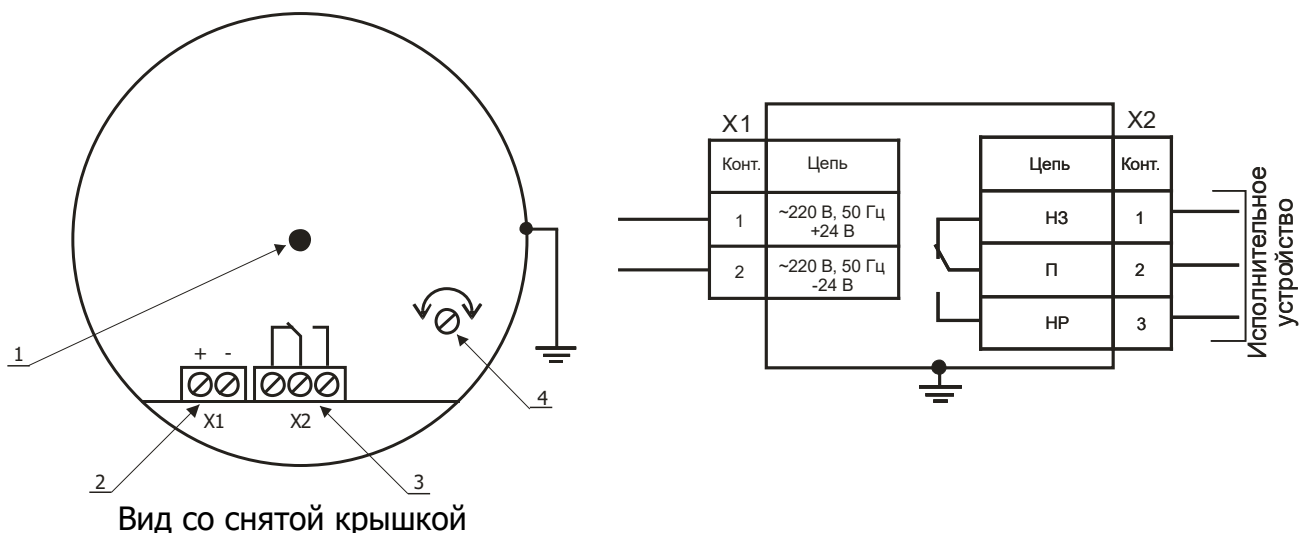 1
+ -
X1
X2
2
3
4
Вид со снятой крышкой
X1
Конт.
Цепь
1
~220 В, 50 Гц
+24 В
2
~220 В, 50 Гц
-24 В
X2
Цепь
Конт.
НЗ
1
П
2
НР
3
Исполнительное
устройство